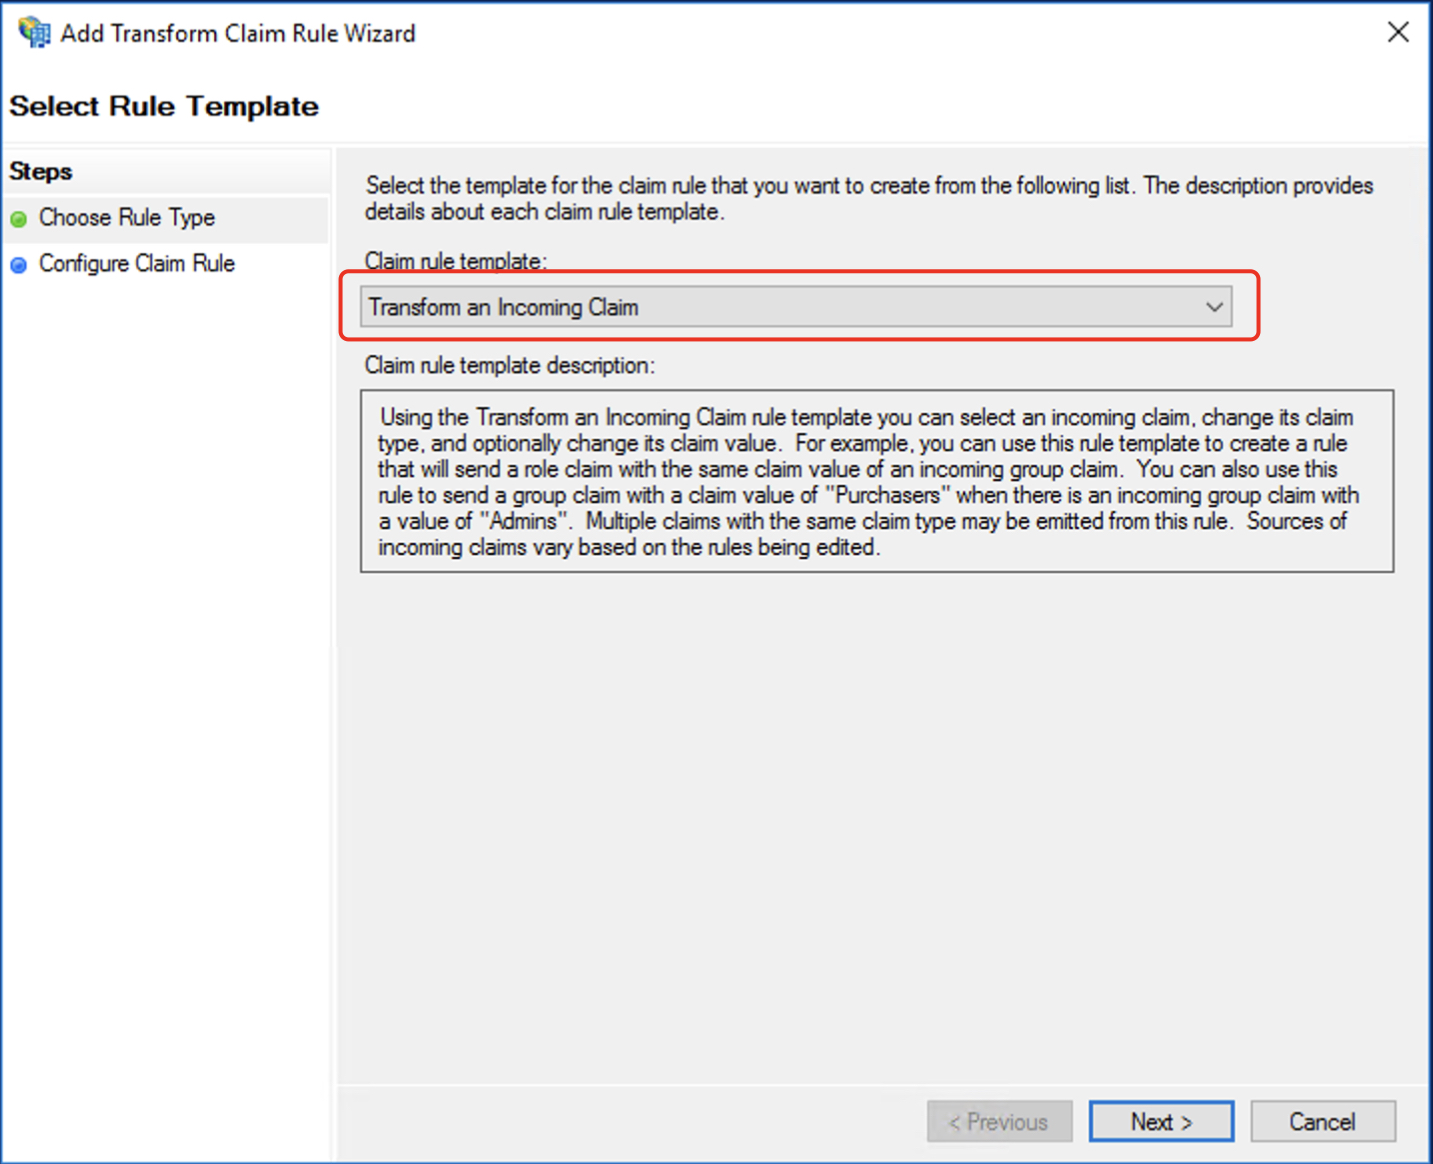 Add Transform Claim Rule Wizard
Select Rule Template
Steps
Choose Rule Type
Configure Claim Rule
Select the template for the claim rule that you want to create from the following list. The description provides
details about each claim rule template.
Claim rule template:
Transform an Incoming Claim
Claim rule template description:
Using the Transform an Incoming Claim rule template you can select an incoming claim, change its claim
type, and optionally change its claim value. For example, you can use this rule template to create a rule
that will send a role claim with the same claim value of an incoming group claim. You can also use this
rule to send a group claim with a claim value of "Purchasers" when there is an incoming group claim with
a value of "Admins". Multiple claims with the same claim type may be emitted from this rule. Sources of
incoming claims vary based on the rules being edited.
< Previous
Next >
Cancel